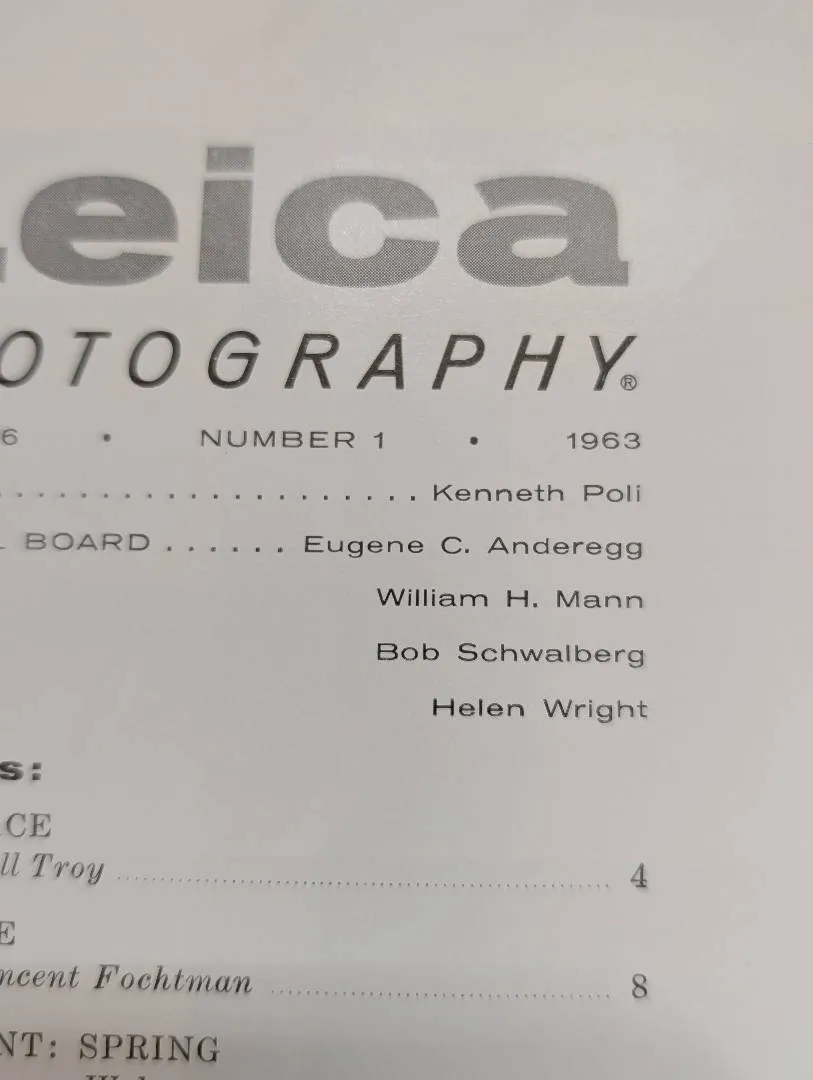 Leica
OTOGRAPHY®
6 • NUMBER 1 • 1963
.................... Kenneth Poli
BOARD ...... Eugene C. Anderegg
William H. Mann
Bob Schwalberg
Helen Wright
s:
CE
ll Troy .......... 4
E
ncent Fochtman .......... 8
NT: SPRING